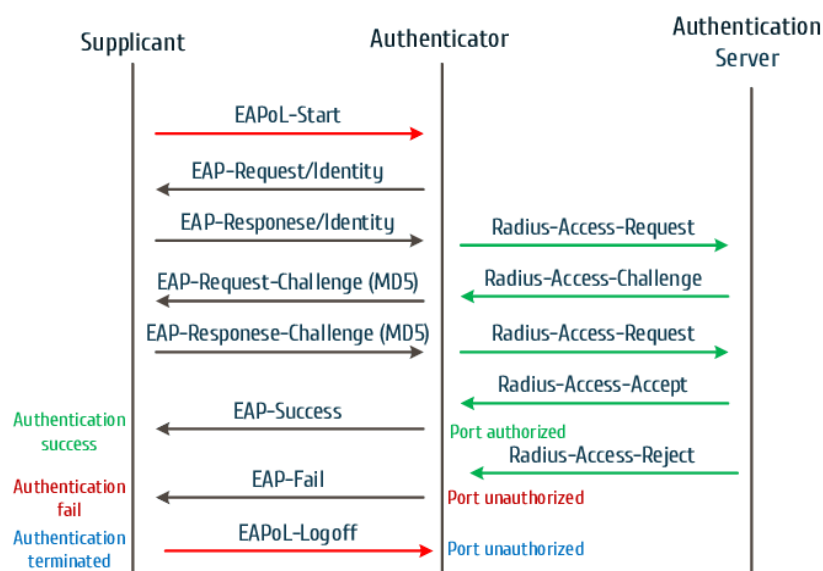 Supplicant
Authenticator
Authentication
Server
EAPoL-Start
EAP-Request/Identity
EAP-Responese/Identity
Radius-Access-Request
EAP-Request-Challenge (MD5)
Radius-Access-Challenge
EAP-Responese-Challenge (MD5)
Radius-Access-Request
Radius-Access-Accept
Authentication
success
EAP-Success
Port authorized
Radius-Access-Reject
Authentication
fail
EAP-Fail
Port unauthorized
Authentication
terminated
EAPoL-Logoff
Port unauthorized